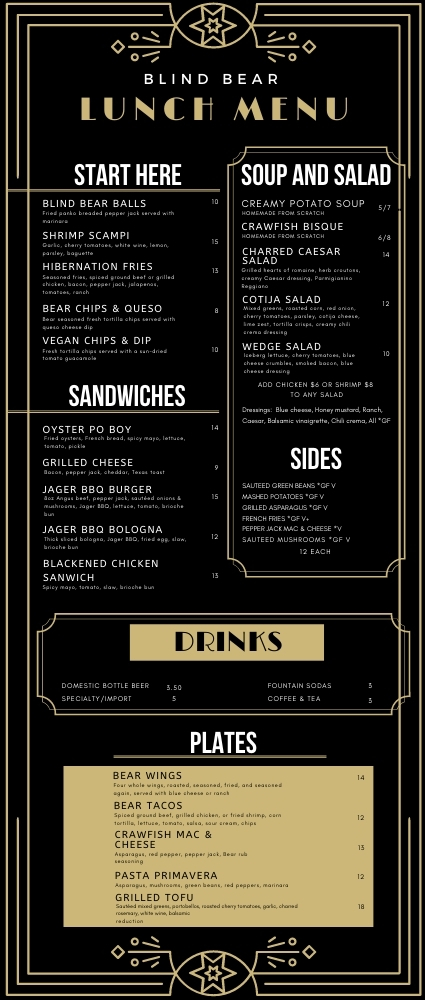 BLIND BEAR
LUNCH MENU
START HERE
BLIND BEAR BALLS 10
Fried panko breaded pepper jack served with
marinara
SHRIMP SCAMPI 15
Garlic, cherry tomatoes, white wine, lemon,
parsley, baguette
HIBERNATION FRIES 13
Seasoned fries, spiced ground beef or grilled
chicken, bacon, pepper jack, jalapenos,
tomatoes, ranch
BEAR CHIPS & QUESO 8
Bear seasoned fresh tortilla chips served with
queso cheese dip
VEGAN CHIPS & DIP 10
Fresh tortilla chips served with a sun-dried
tomato guacamole
SANDWICHES
OYSTER PO BOY 14
Fried oysters, French bread, spicy mayo, lettuce,
tomato, pickle
GRILLED CHEESE 9
Bacon, pepper jack, cheddar, Texas toast
JAGER BBQ BURGER 15
8oz Angus beef, pepper jack, sautéed onions &
mushrooms, Jager BBQ, lettuce, tomato, brioche
bun
JAGER BBQ BOLOGNA 12
Thick sliced bologna, Jager BBQ, fried egg, slaw,
brioche bun
BLACKENED CHICKEN
SANWICH 13
Spicy mayo, tomato, slaw, brioche bun
SOUP AND SALAD
CREAMY POTATO SOUP 5/7
HOMEMADE FROM SCRATCH
CRAWFISH BISQUE 6/8
HOMEMADE FROM SCRATCH
CHARRED CAESAR 14
SALAD
Grilled hearts of romaine, herb croutons,
creamy Caesar dressing, Parmigianino
Reggiano
COTIJA SALAD 12
Mixed greens, roasted corn, red onion,
cherry tomatoes, parsley, cotija cheese,
lime zest, tortilla crisps, creamy chili
crema dressing
WEDGE SALAD 10
Iceberg lettuce, cherry tomatoes, blue
cheese crumbles, smoked bacon, blue
cheese dressing
ADD CHICKEN $6 OR SHRIMP $8
TO ANY SALAD
Dressings: Blue cheese, Honey mustard, Ranch,
Caesar, Balsamic vinaigrette, Chili crema, All *GF
SIDES
SAUTEED GREEN BEANS *GF V
MASHED POTATOES *GF V
GRILLED ASPARAGUS *GF V
FRENCH FRIES *GF V+
PEPPER JACK MAC & CHEESE *V
SAUTEED MUSHROOMS *GF V
12 EACH
DRINKS
DOMESTIC BOTTLE BEER 3.50
SPECIALTY/IMPORT 5
FOUNTAIN SODAS 3
COFFEE & TEA 3
PLATES
BEAR WINGS 14
Four whole wings, roasted, seasoned, fried, and seasoned
again, served with blue cheese or ranch
BEAR TACOS 12
Spiced ground beef, grilled chicken, or fried shrimp, corn
tortilla, lettuce, tomato, salsa, sour cream, chips
CRAWFISH MAC &
CHEESE 13
Asparagus, red pepper, pepper jack, Bear rub
seasoning
PASTA PRIMAVERA 12
Asparagus, mushrooms, green beans, red peppers, marinara
GRILLED TOFU 18
Sautéed mixed greens, portobellos, roasted cherry tomatoes, garlic, charred
rosemary, white wine, balsamic
reduction